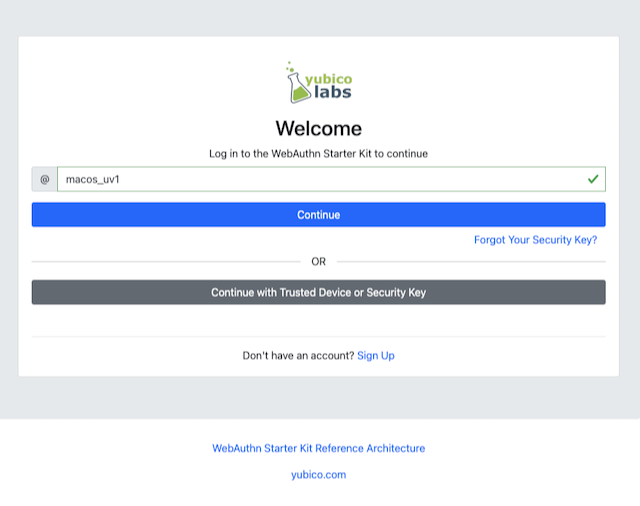 yubico
labs
Welcome
Log in to the WebAuthn Starter Kit to continue
@ macos_uv1
Continue
Forgot Your Security Key?
OR
Continue with Trusted Device or Security Key
Don't have an account? Sign Up
WebAuthn Starter Kit Reference Architecture
yubico.com